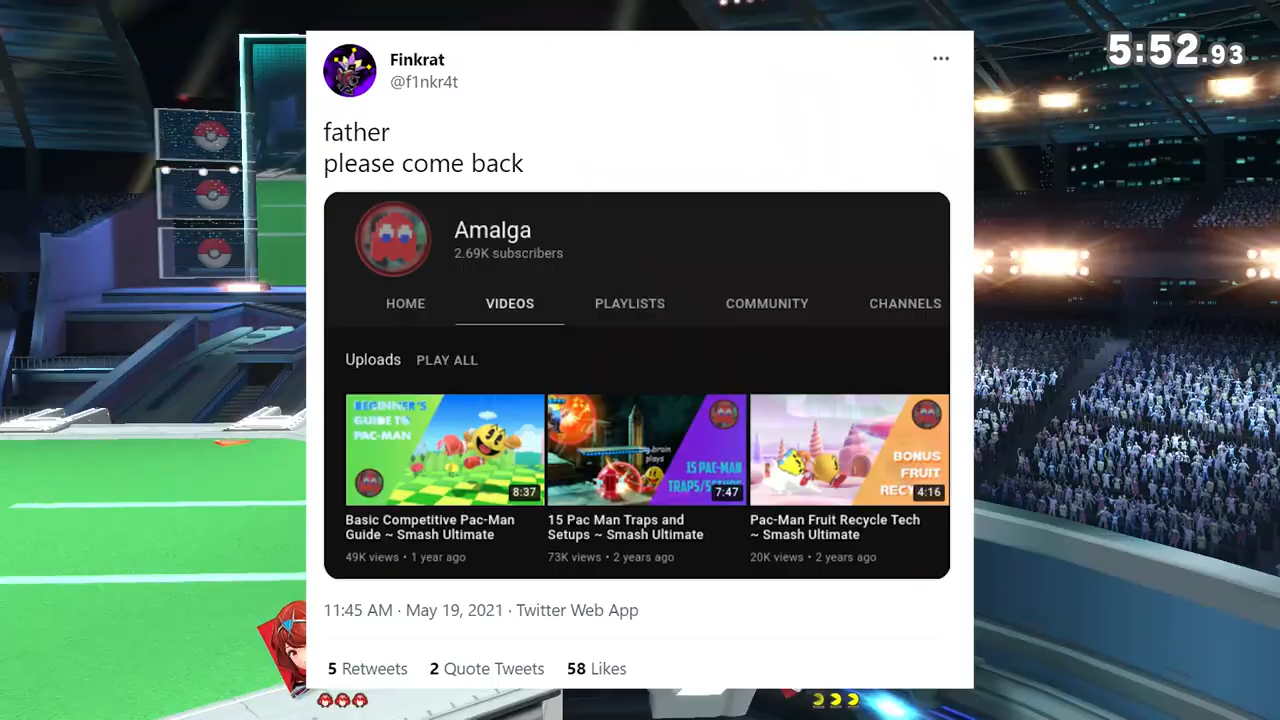 5:52.93
Finkrat
@f1nkr4t
father
please come back
Amalga
2.69K subscribers
HOME VIDEOS PLAYLISTS COMMUNITY CHANNELS
Uploads PLAY ALL
BEGINNER'S
GUIDE TO
PAC-MAN
8:37
big brain
plays
15 PAC-MAN
7:47
BONUS
FRUIT
4:16
Basic Competitive Pac-Man
Guide ~ Smash Ultimate
49K views • 1 year ago
15 Pac Man Traps and
Setups ~ Smash Ultimate
73K views • 2 years ago
Pac-Man Fruit Recycle Tech
~ Smash Ultimate
20K views • 2 years ago
11:45 AM · May 19, 2021 · Twitter Web App
5 Retweets 2 Quote Tweets 58 Likes